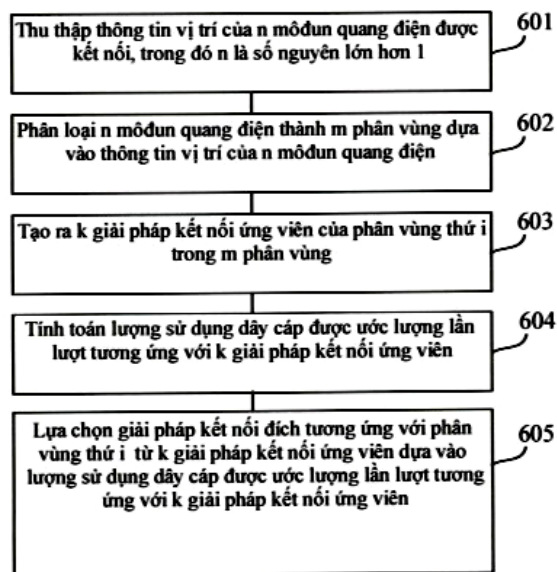 Thu thập thông tin vị trí của n môđun quang điện được
kết nối, trong đó n là số nguyên lớn hơn 1
601
Phân loại n môđun quang điện thành m phân vùng dựa
vào thông tin vị trí của n môđun quang điện
602
Tạo ra k giải pháp kết nối ứng viên của phân vùng thứ i
trong m phân vùng
603
Tính toán lượng sử dụng dây cáp được ước lượng lần
lượt tương ứng với k giải pháp kết nối ứng viên
604
Lựa chọn giải pháp kết nối đích tương ứng với phân
vùng thứ i từ k giải pháp kết nối ứng viên dựa vào
lượng sử dụng dây cáp được ước lượng lần lượt tương
ứng với k giải pháp kết nối ứng viên
605